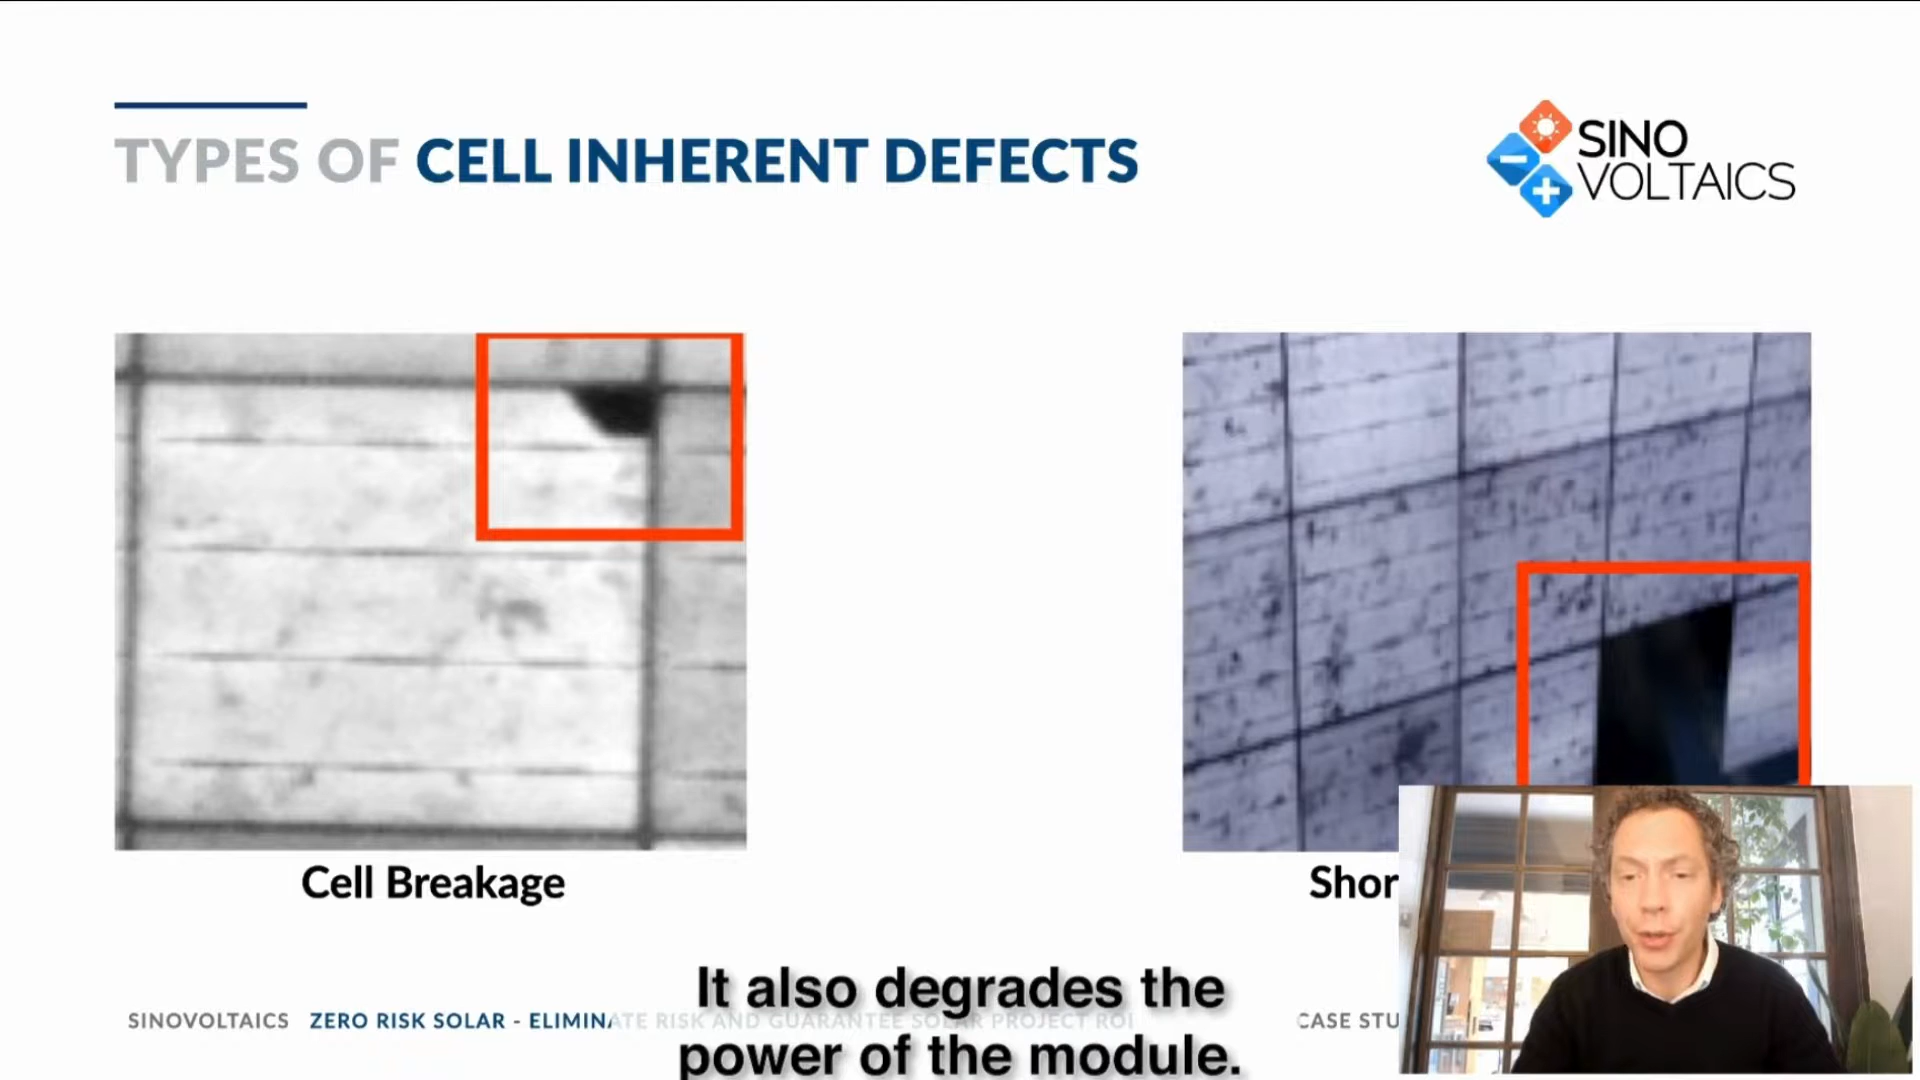 TYPES OF CELL INHERENT DEFECTS
SINO
VOLTAICS
Cell Breakage
Shor
It also degrades the
power of the module.
SINOVOLTAICS ZERO RISK SOLAR - ELIMINATE RISK AND GUARANTEE SOLAR PROJECT ROI
CASE STU